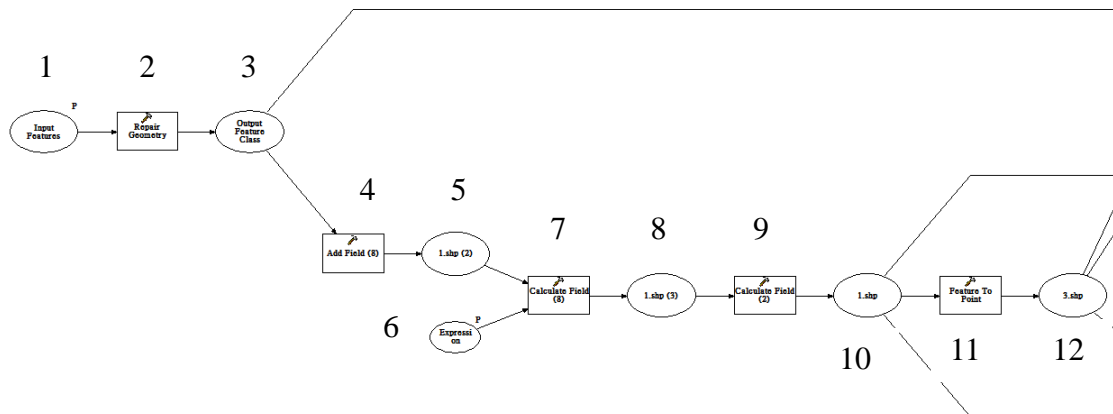 1
2
3
P
Input
Features
Repair
Geometry
Output
Feature
Class
4
5
7
8
9
Add Field (8)
1.shp (2)
Calculate Field
(8)
1.shp (3)
Calculate Field
(2)
1.shp
Feature To
Point
3.shp
6
P
Expressi
on
10
11
12